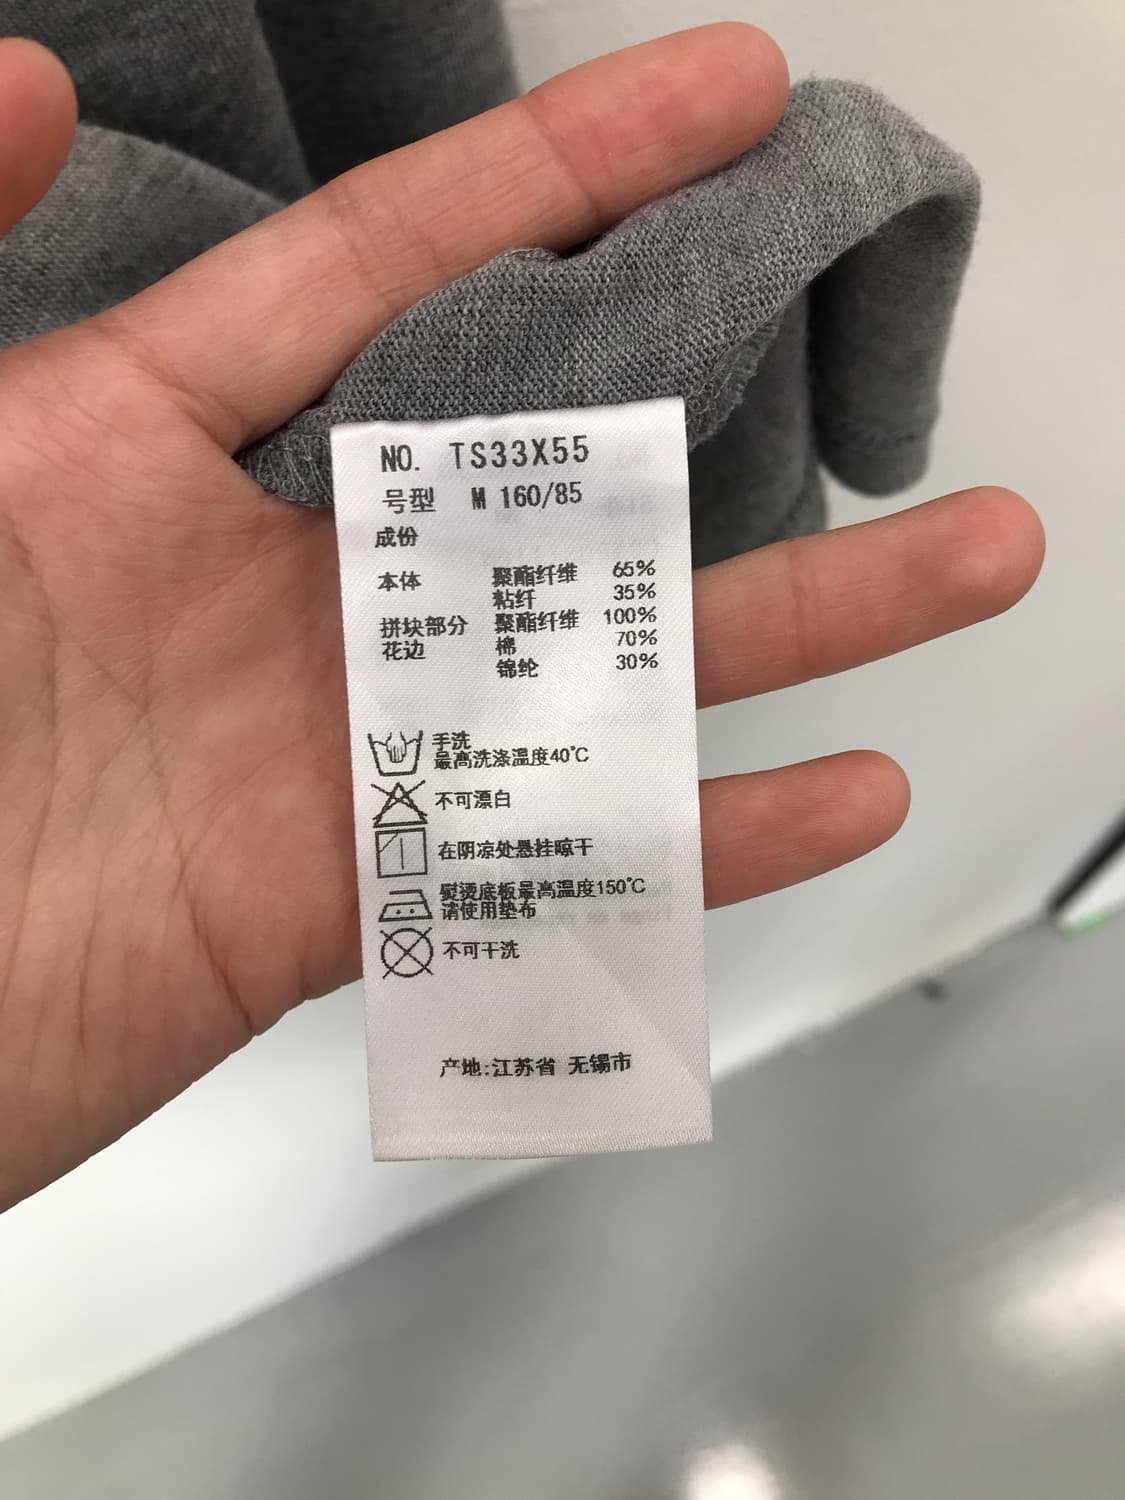 NO. TS33X55
号型 M 160/85
成份
本体 聚酯纤维 65%
粘纤 35%
拼块部分 聚酯纤维 100%
花边 棉 70%
锦纶 30%
手洗
最高洗涤温度40℃
不可漂白
在阴凉处悬挂晾干
熨烫底板最高温度150℃
请使用垫布
不可干洗
产地:江苏省 无锡市